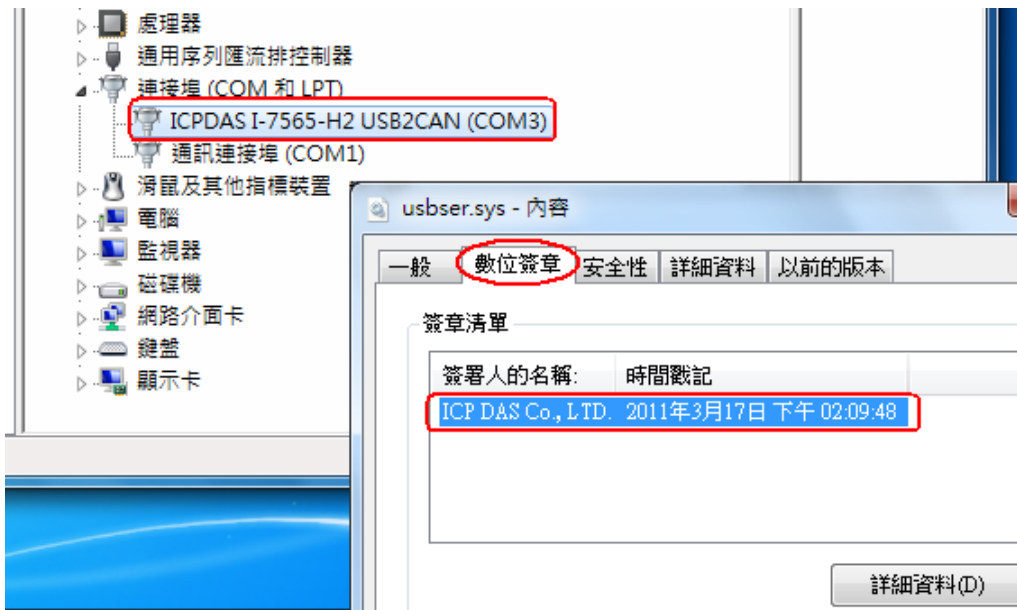 處理器
通用序列匯流排控制器
連接埠 (COM 和 LPT)
ICPDAS I-7565-H2 USB2CAN (COM3)
通訊連接埠 (COM1)
滑鼠及其他指標裝置
電腦
監視器
磁碟機
網路介面卡
鍵盤
顯示卡
usbser.sys - 內容
一般 數位簽章 安全性 詳細資料 以前的版本
簽章清單
簽署人的名稱: 時間戳記
ICP DAS Co., LTD. 2011年3月17日 下午 02:09:48
詳細資料(D)